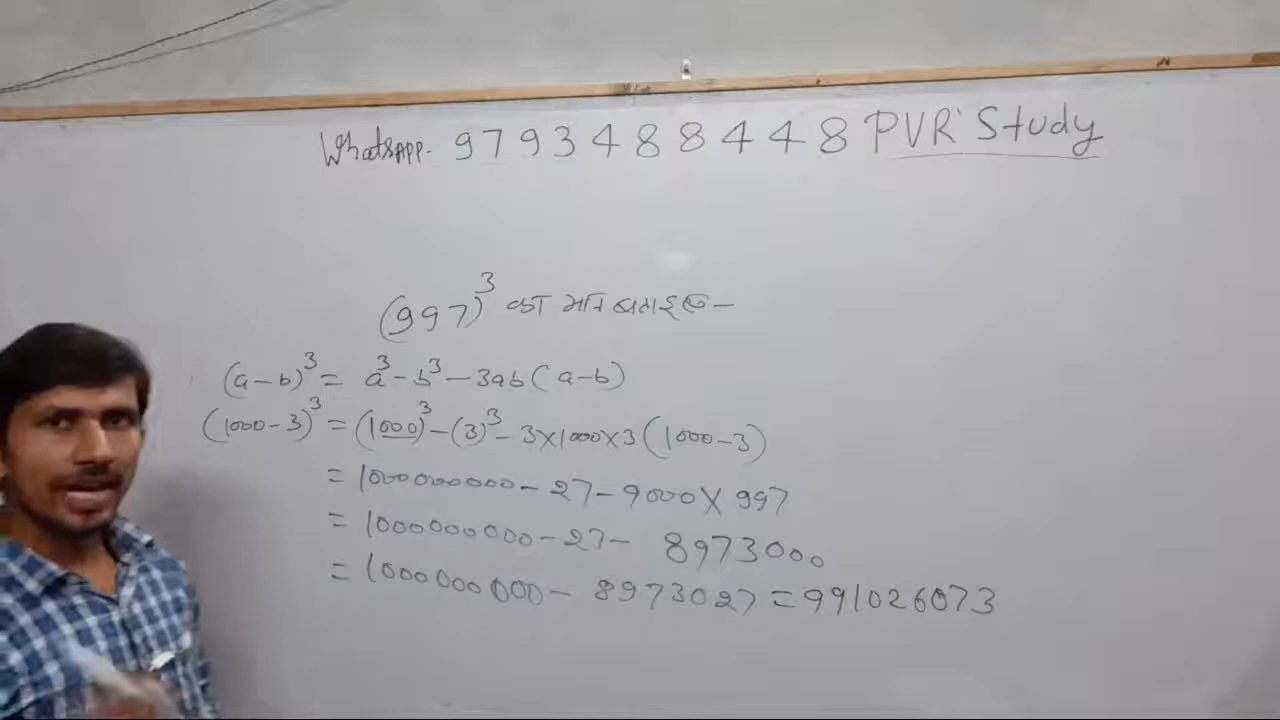 WhatsApp. 9793488448 PVR Study
(997)³ का मान बताइए–
(a–b)³ = a³–b³–3ab(a–b)
(1000–3)³ = (1000)³–(3)³–3×1000×3(1000–3)
= 1000000000–27–9000×997
= 1000000000–27– 8973000
= 1000000000– 8973027 = 991026073